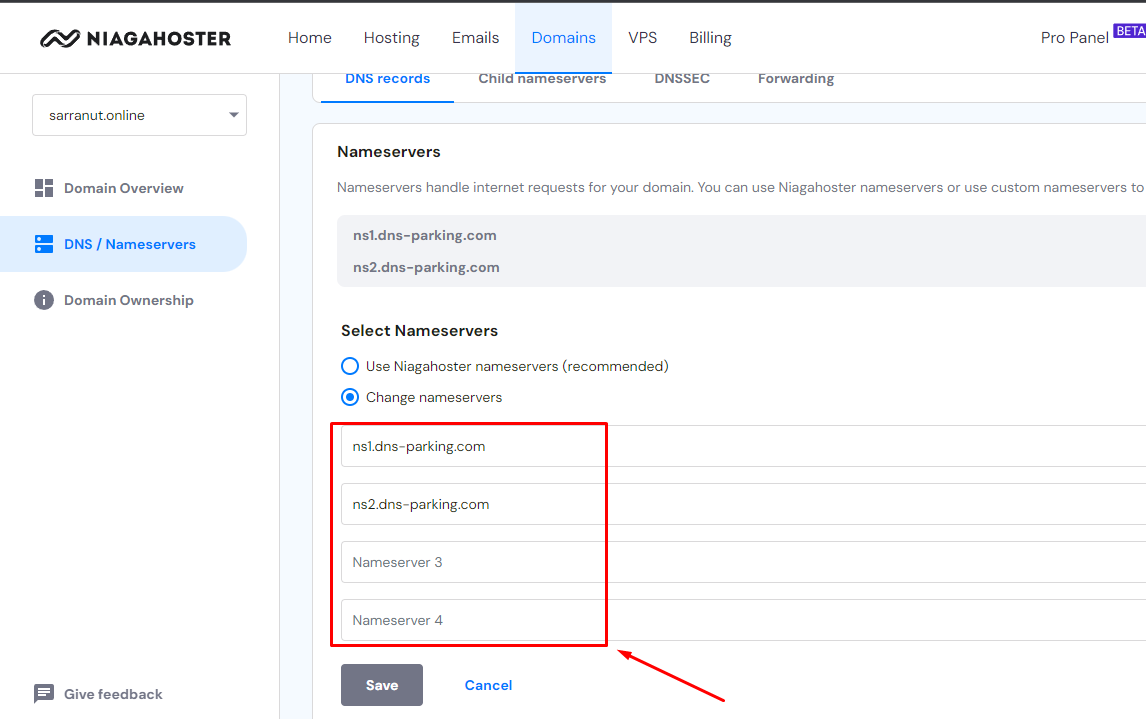 NIAGAHOSTER
Home Hosting Emails Domains VPS Billing Pro Panel BETA
DNS records Child nameservers DNSSEC Forwarding
sarranut.online
Domain Overview
DNS / Nameservers
Domain Ownership
Give feedback
Nameservers
Nameservers handle internet requests for your domain. You can use Niagahoster nameservers or use custom nameservers to
ns1.dns-parking.com
ns2.dns-parking.com
Select Nameservers
Use Niagahoster nameservers (recommended)
Change nameservers
ns1.dns-parking.com
ns2.dns-parking.com
Nameserver 3
Nameserver 4
Save Cancel